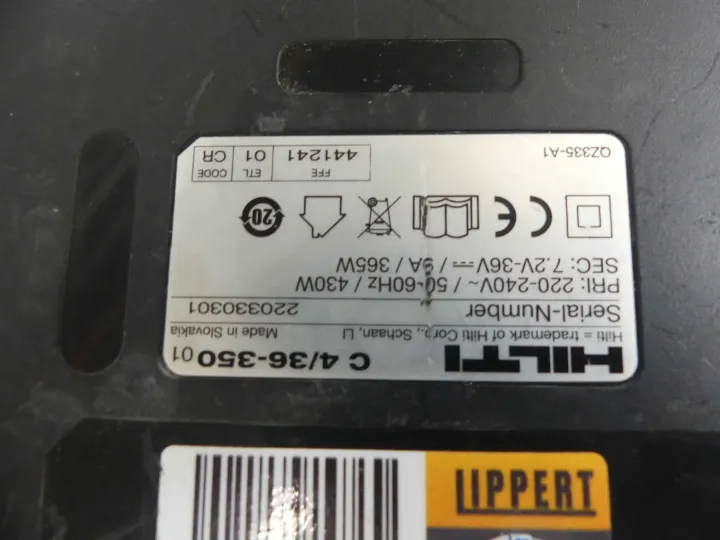 HILTI C 4/36-350 01
Hilti = trademark of Hilti Corp., Schaan, LI Made in Slovakia
Serial-Number 220330301
PRI: 220-240V~ / 50-60Hz / 430W
SEC: 7.2V-36V⎓ / 9A / 365W
CE
20
QZ335-A1
FFE ETL CODE
441241 01 CR
LIPPERT